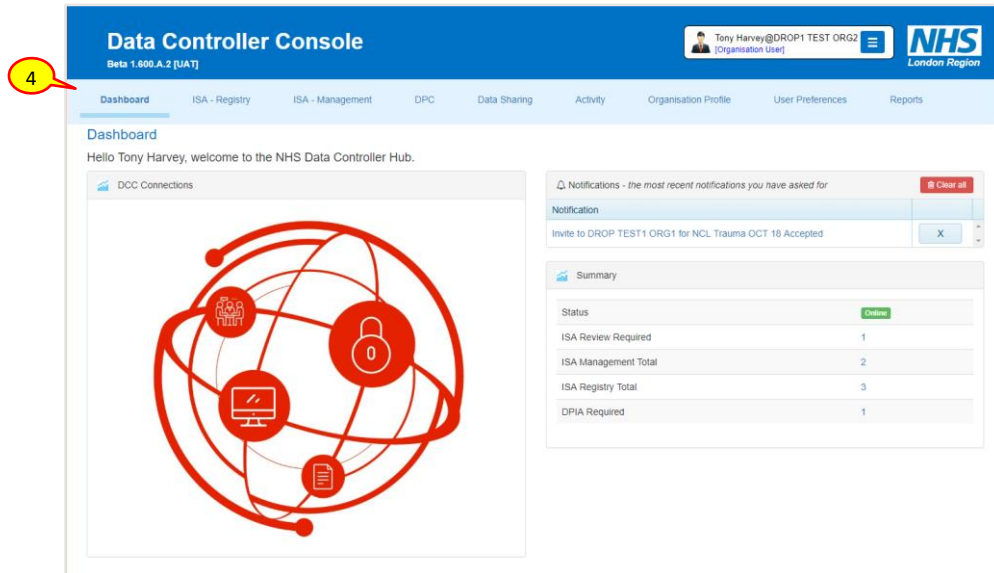 Data Controller Console
Beta 1.600.A.2 [UAT]
Tony Harvey@DROP1 TEST ORG2
[Organisation User]
NHS
London Region
4
Dashboard ISA - Registry ISA - Management DPC Data Sharing Activity Organisation Profile User Preferences Reports
Dashboard
Hello Tony Harvey, welcome to the NHS Data Controller Hub.
DCC Connections
Notifications - the most recent notifications you have asked for
Clear all
Notification
Invite to DROP TEST1 ORG1 for NCL Trauma OCT 18 Accepted X
Summary
Status Online
ISA Review Required 1
ISA Management Total 2
ISA Registry Total 3
DPIA Required 1